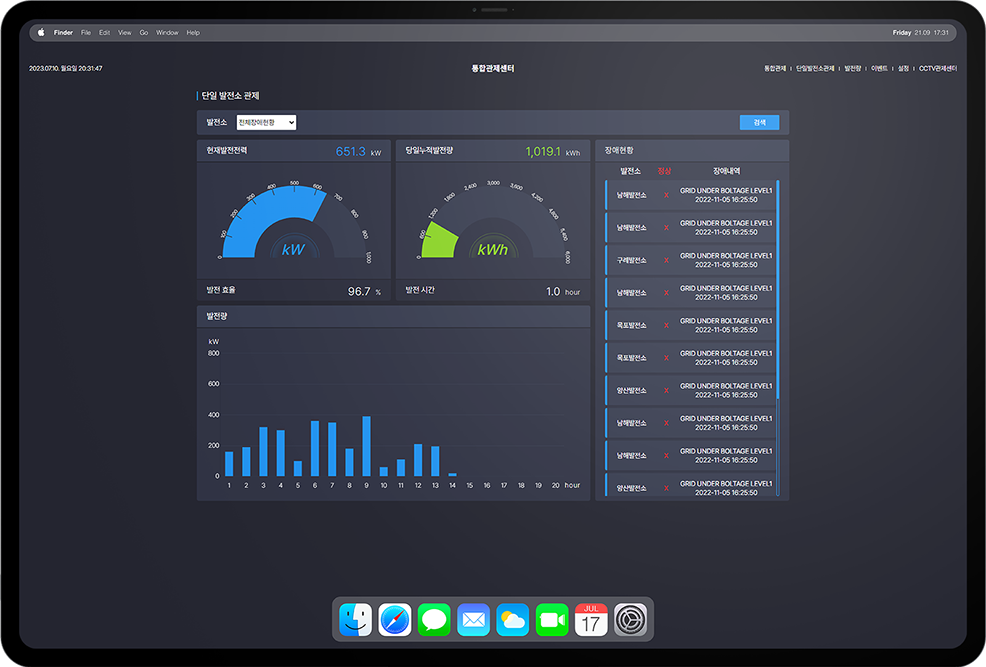 Finder File Edit View Go Window Help
Friday 21.09 17:31
2023.07.10. 월요일 20:31:47
통합관제센터
통합관제 | 단일발전소관제 | 발전량 | 이벤트 | 설정 | CCTV관제센터
단일 발전소 관제
발전소 전체장애현황 검색
현재발전전력 651.3 kW
0 100 200 300 400 500 600 700 800 900 1,000
kW
발전 효율 96.7 %
당일누적발전량 1,019.1 kWh
0 600 1,200 1,800 2,400 3,000 3,600 4,200 4,800 5,400 6,000
kWh
발전 시간 1.0 hour
발전량
kW
800
600
400
200
0
1 2 3 4 5 6 7 8 9 10 11 12 13 14 15 16 17 18 19 20 hour
장애현황
발전소 정상 장애내역
남해발전소 X GRID UNDER BOLTAGE LEVEL1
2022-11-05 16:25:50
남해발전소 X GRID UNDER BOLTAGE LEVEL1
2022-11-05 16:25:50
구례발전소 X GRID UNDER BOLTAGE LEVEL1
2022-11-05 16:25:50
남해발전소 X GRID UNDER BOLTAGE LEVEL1
2022-11-05 16:25:50
목포발전소 X GRID UNDER BOLTAGE LEVEL1
2022-11-05 16:25:50
목포발전소 X GRID UNDER BOLTAGE LEVEL1
2022-11-05 16:25:50
양산발전소 X GRID UNDER BOLTAGE LEVEL1
2022-11-05 16:25:50
남해발전소 X GRID UNDER BOLTAGE LEVEL1
2022-11-05 16:25:50
남해발전소 X GRID UNDER BOLTAGE LEVEL1
2022-11-05 16:25:50
양산발전소 X GRID UNDER BOLTAGE LEVEL1
2022-11-05 16:25:50
JUL
17